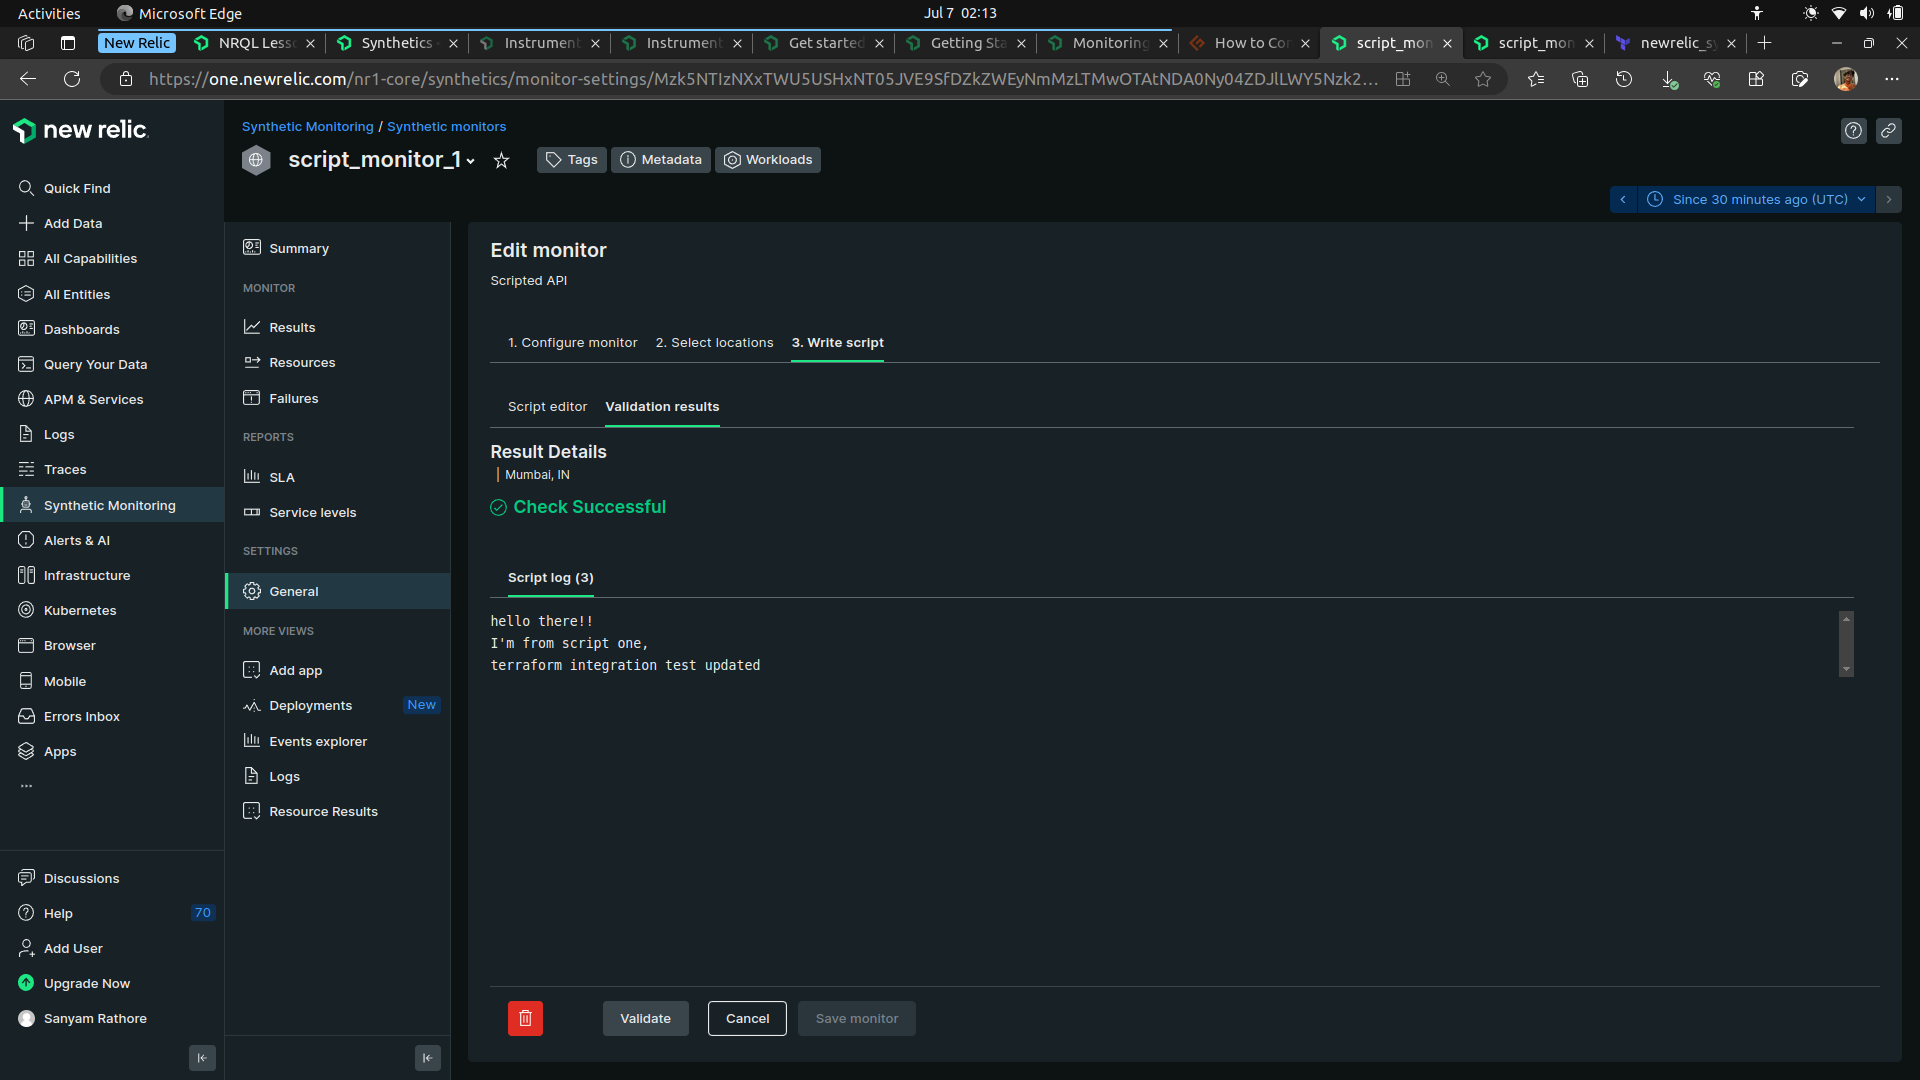 Activities
Microsoft Edge
Jul 7 02:13
New Relic
NRQL Less
Synthetics
Instrument
Instrument
Get started
Getting Sta
Monitoring
How to Co
script_mon
script_mon
newrelic_sy
https://one.newrelic.com/nr1-core/synthetics/monitor-settings/Mzk5NTIzNXxTWU5USHxNT05JVE9SfDZkZWEyNmMzLTMwOTAtNDA0Ny04ZDJlLWY5Nzk2...
new relic
Quick Find
Add Data
All Capabilities
All Entities
Dashboards
Query Your Data
APM & Services
Logs
Traces
Synthetic Monitoring
Alerts & AI
Infrastructure
Kubernetes
Browser
Mobile
Errors Inbox
Apps
...
Discussions
Help 70
Add User
Upgrade Now
Sanyam Rathore
Synthetic Monitoring / Synthetic monitors
script_monitor_1
Tags
Metadata
Workloads
Since 30 minutes ago (UTC)
Summary
MONITOR
Results
Resources
Failures
REPORTS
SLA
Service levels
SETTINGS
General
MORE VIEWS
Add app
Deployments New
Events explorer
Logs
Resource Results
Edit monitor
Scripted API
1. Configure monitor 2. Select locations 3. Write script
Script editor Validation results
Result Details
Mumbai, IN
Check Successful
Script log (3)
hello there!!
I'm from script one,
terraform integration test updated
Validate
Cancel
Save monitor